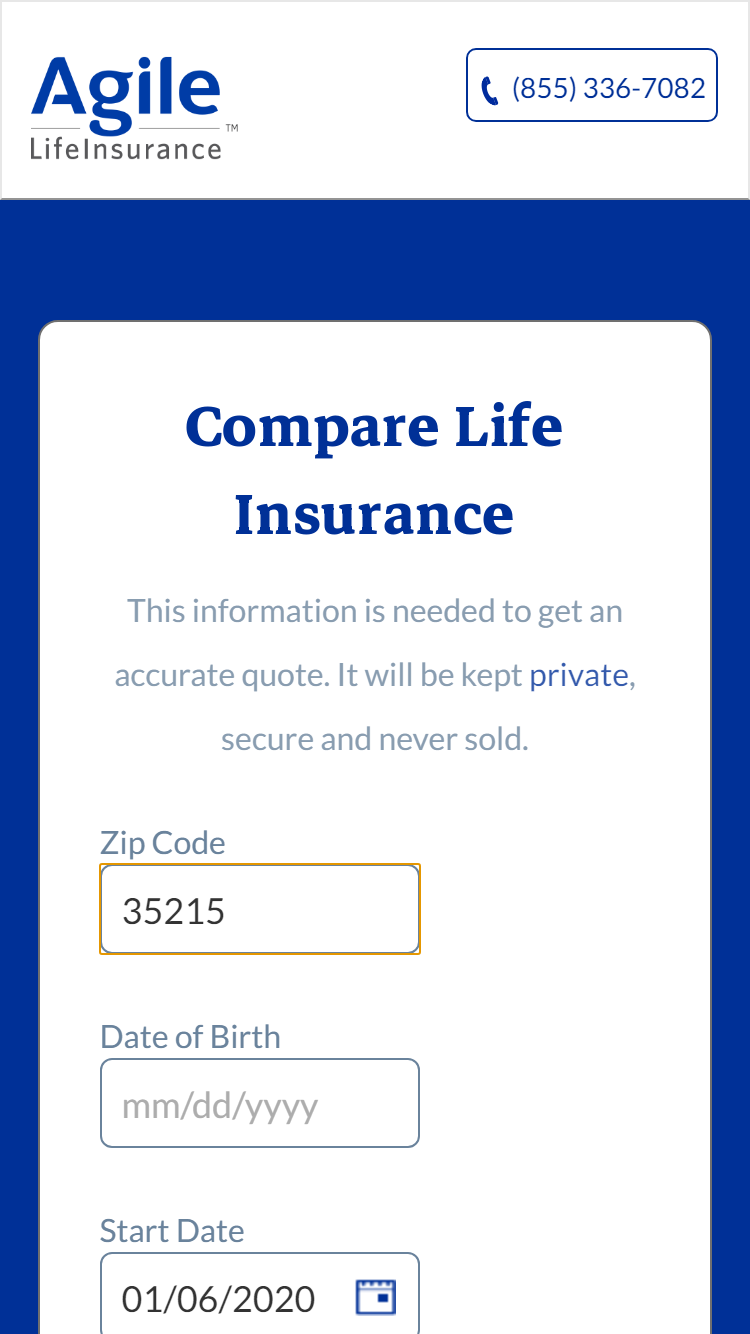 Agile
LifeInsurance™
(855) 336-7082
Compare Life
Insurance
This information is needed to get an
accurate quote. It will be kept private,
secure and never sold.
Zip Code
35215
Date of Birth
mm/dd/yyyy
Start Date
01/06/2020